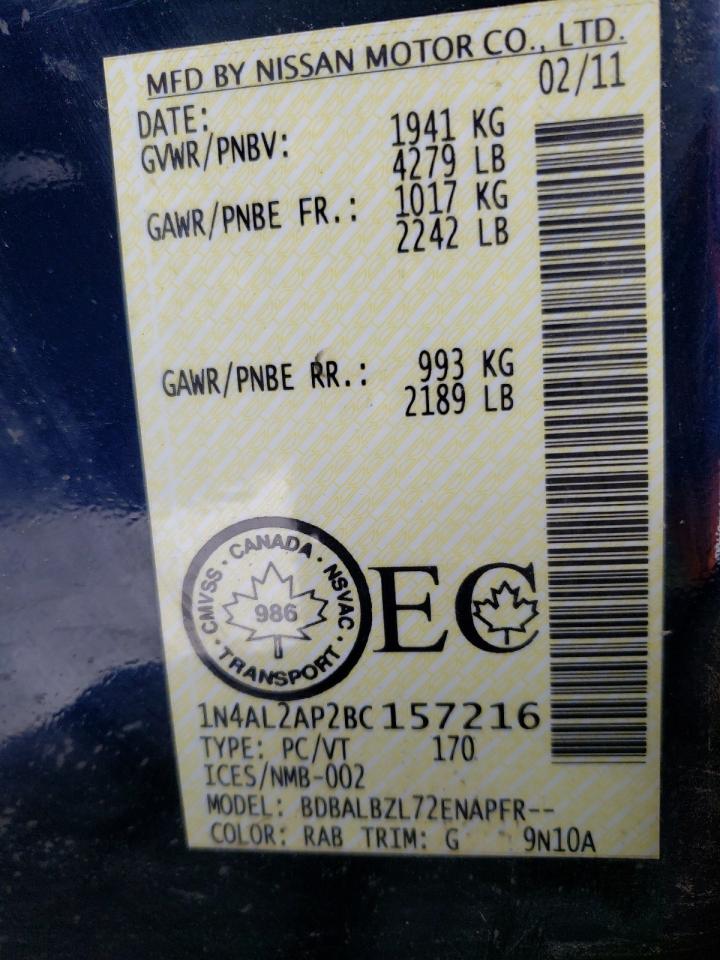 MFD BY NISSAN MOTOR CO., LTD.
DATE: 02/11
GVWR/PNBV: 1941 KG
4279 LB
GAWR/PNBE FR.: 1017 KG
2242 LB
GAWR/PNBE RR.: 993 KG
2189 LB
CMVSS · CANADA · NSVAC · TRANSPORT ·
986
EC
1N4AL2AP2BC157216
TYPE: PC/VT 170
ICES/NMB-002
MODEL: BDBALBZL72ENAPFR--
COLOR: RAB TRIM: G 9N10A